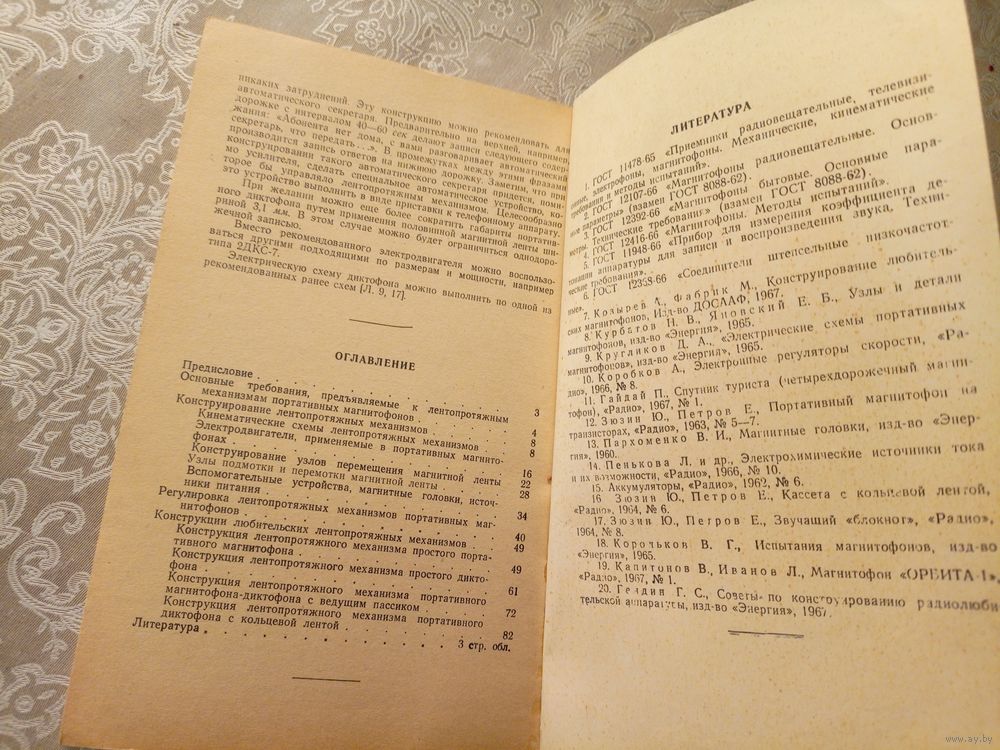 никаких затруднений. Эту конструкцию можно рекомендовать для
автоматического секретаря. Предварительно на верхней, например
дорожке с интервалом 40—60 сек делают записи следующего содер-
жания: «Абонента нет дома, с вами разговаривает автоматический
секретарь, что передать...». В промежутках между этими фразами
производится запись ответов на нижнюю дорожку. Заметим, что при
конструировании такого автоматического секретаря придется, поми-
мо усилителя, сделать специальное автоматическое устройство, ко-
торое бы управляло лентопротяжным механизмом. Целесообразно
это устройство выполнить в виде приставки к телефонному аппарату.
При желании можно еще более сократить габариты портатив-
ного диктофона путем применения половинной магнитной ленты ши-
риной 3,1 мм. В этом случае можно будет ограничиться однодоро-
жечной записью.
Вместо рекомендованного электродвигателя можно воспользо-
ваться другими подходящими по размерам и мощности, например
типа 2ДКС-7.
Электрическую схему диктофона можно выполнить по одной из
рекомендованных ранее схем [Л. 9, 17].
ОГЛАВЛЕНИЕ
Предисловие . . . 3
Основные требования, предъявляемые к лентопротяжным
механизмам портативных магнитофонов . . . 4
Конструирование лентопротяжных механизмов . . . 8
Кинематические схемы лентопротяжных механизмов . . . 8
Электродвигатели, применяемые в портативных магнито-
фонах . . . 16
Конструирование узлов перемещения магнитной ленты 22
Узлы подмотки и перемотки магнитной ленты . . . 28
Вспомогательные устройства, магнитные головки, источ-
ники питания . . . 34
Регулировка лентопротяжных механизмов портативных маг-
нитофонов . . . 40
Конструкции любительских лентопротяжных механизмов . 49
Конструкция лентопротяжного механизма простого порта-
тивного магнитофона . . . 49
Конструкция лентопротяжного механизма простого дикто-
фона . . . 61
Конструкция лентопротяжного механизма портативного
магнитофона-диктофона с ведущим пассиком . . . 72
Конструкция лентопротяжного механизма портативного
диктофона с кольцевой лентой . . . 82
Литература . . . 3 стр. обл.
ЛИТЕРАТУРА
1. ГОСТ 11478-65 «Приемники радиовещательные, телевизи-
онные, электрофоны, магнитофоны. Механические, кинематические
требования и методы испытаний».
2. ГОСТ 12107-66 «Магнитофоны радиовещательные. Основ-
ные параметры» (взамен ГОСТ 8088-62).
3. ГОСТ 12392-66 «Магнитофоны бытовые. Основные пара-
метры. Технические требования» (взамен ГОСТ 8088-62).
4. ГОСТ 12416-66 «Магнитофоны. Методы испытаний».
5. ГОСТ 11948-66 «Прибор для измерения коэффициента де-
тонации аппаратуры для записи и воспроизведения звука. Техни-
ческие требования».
6. ГОСТ 12368-66 «Соединители штепсельные низкочастот-
ные».
7. Козырев А., Фабрик М., Конструирование любитель-
ских магнитофонов, Изд-во ДОСААФ, 1967.
8. Курбатов Н. В., Яновский Е. Б., Узлы и детали
магнитофонов, изд-во «Энергия», 1965.
9. Кругликов Д. А., «Электрические схемы портативных
магнитофонов», изд-во «Энергия», 1965.
10. Коробков А., Электронные регуляторы скорости, «Ра-
дио», 1966, № 8.
11. Гайдай П., Спутник туриста (четырехдорожечный магни-
тофон), «Радио», 1967, № 1.
12. Зюзин Ю., Петров Е., Портативный магнитофон на
транзисторах, «Радио», 1963, № 5—7.
13. Пархоменко В. И., Магнитные головки, изд-во «Энер-
гия», 1960.
14. Пенькова Л. и др., Электрохимические источники тока
и их возможности, «Радио», 1966, № 10.
15. Аккумуляторы, «Радио», 1962, № 6.
16 Зюзин Ю., Петров Е., Кассета с кольцевой лентой,
«Радио», 1964, № 6.
17. Зюзин Ю., Петров Е., Звучащий «блокнот», «Радио»,
1964, № 8.
18. Корольков В. Г., Испытания магнитофонов, изд-во
«Энергия», 1965.
19. Капитонов В., Иванов Л., Магнитофон «ОРБИТА-1»,
«Радио», 1967, № 1.
20. Гендин Г. С., Советы по конструированию радиолюби-
тельской аппаратуры, изд-во «Энергия», 1967.
www.ay.by